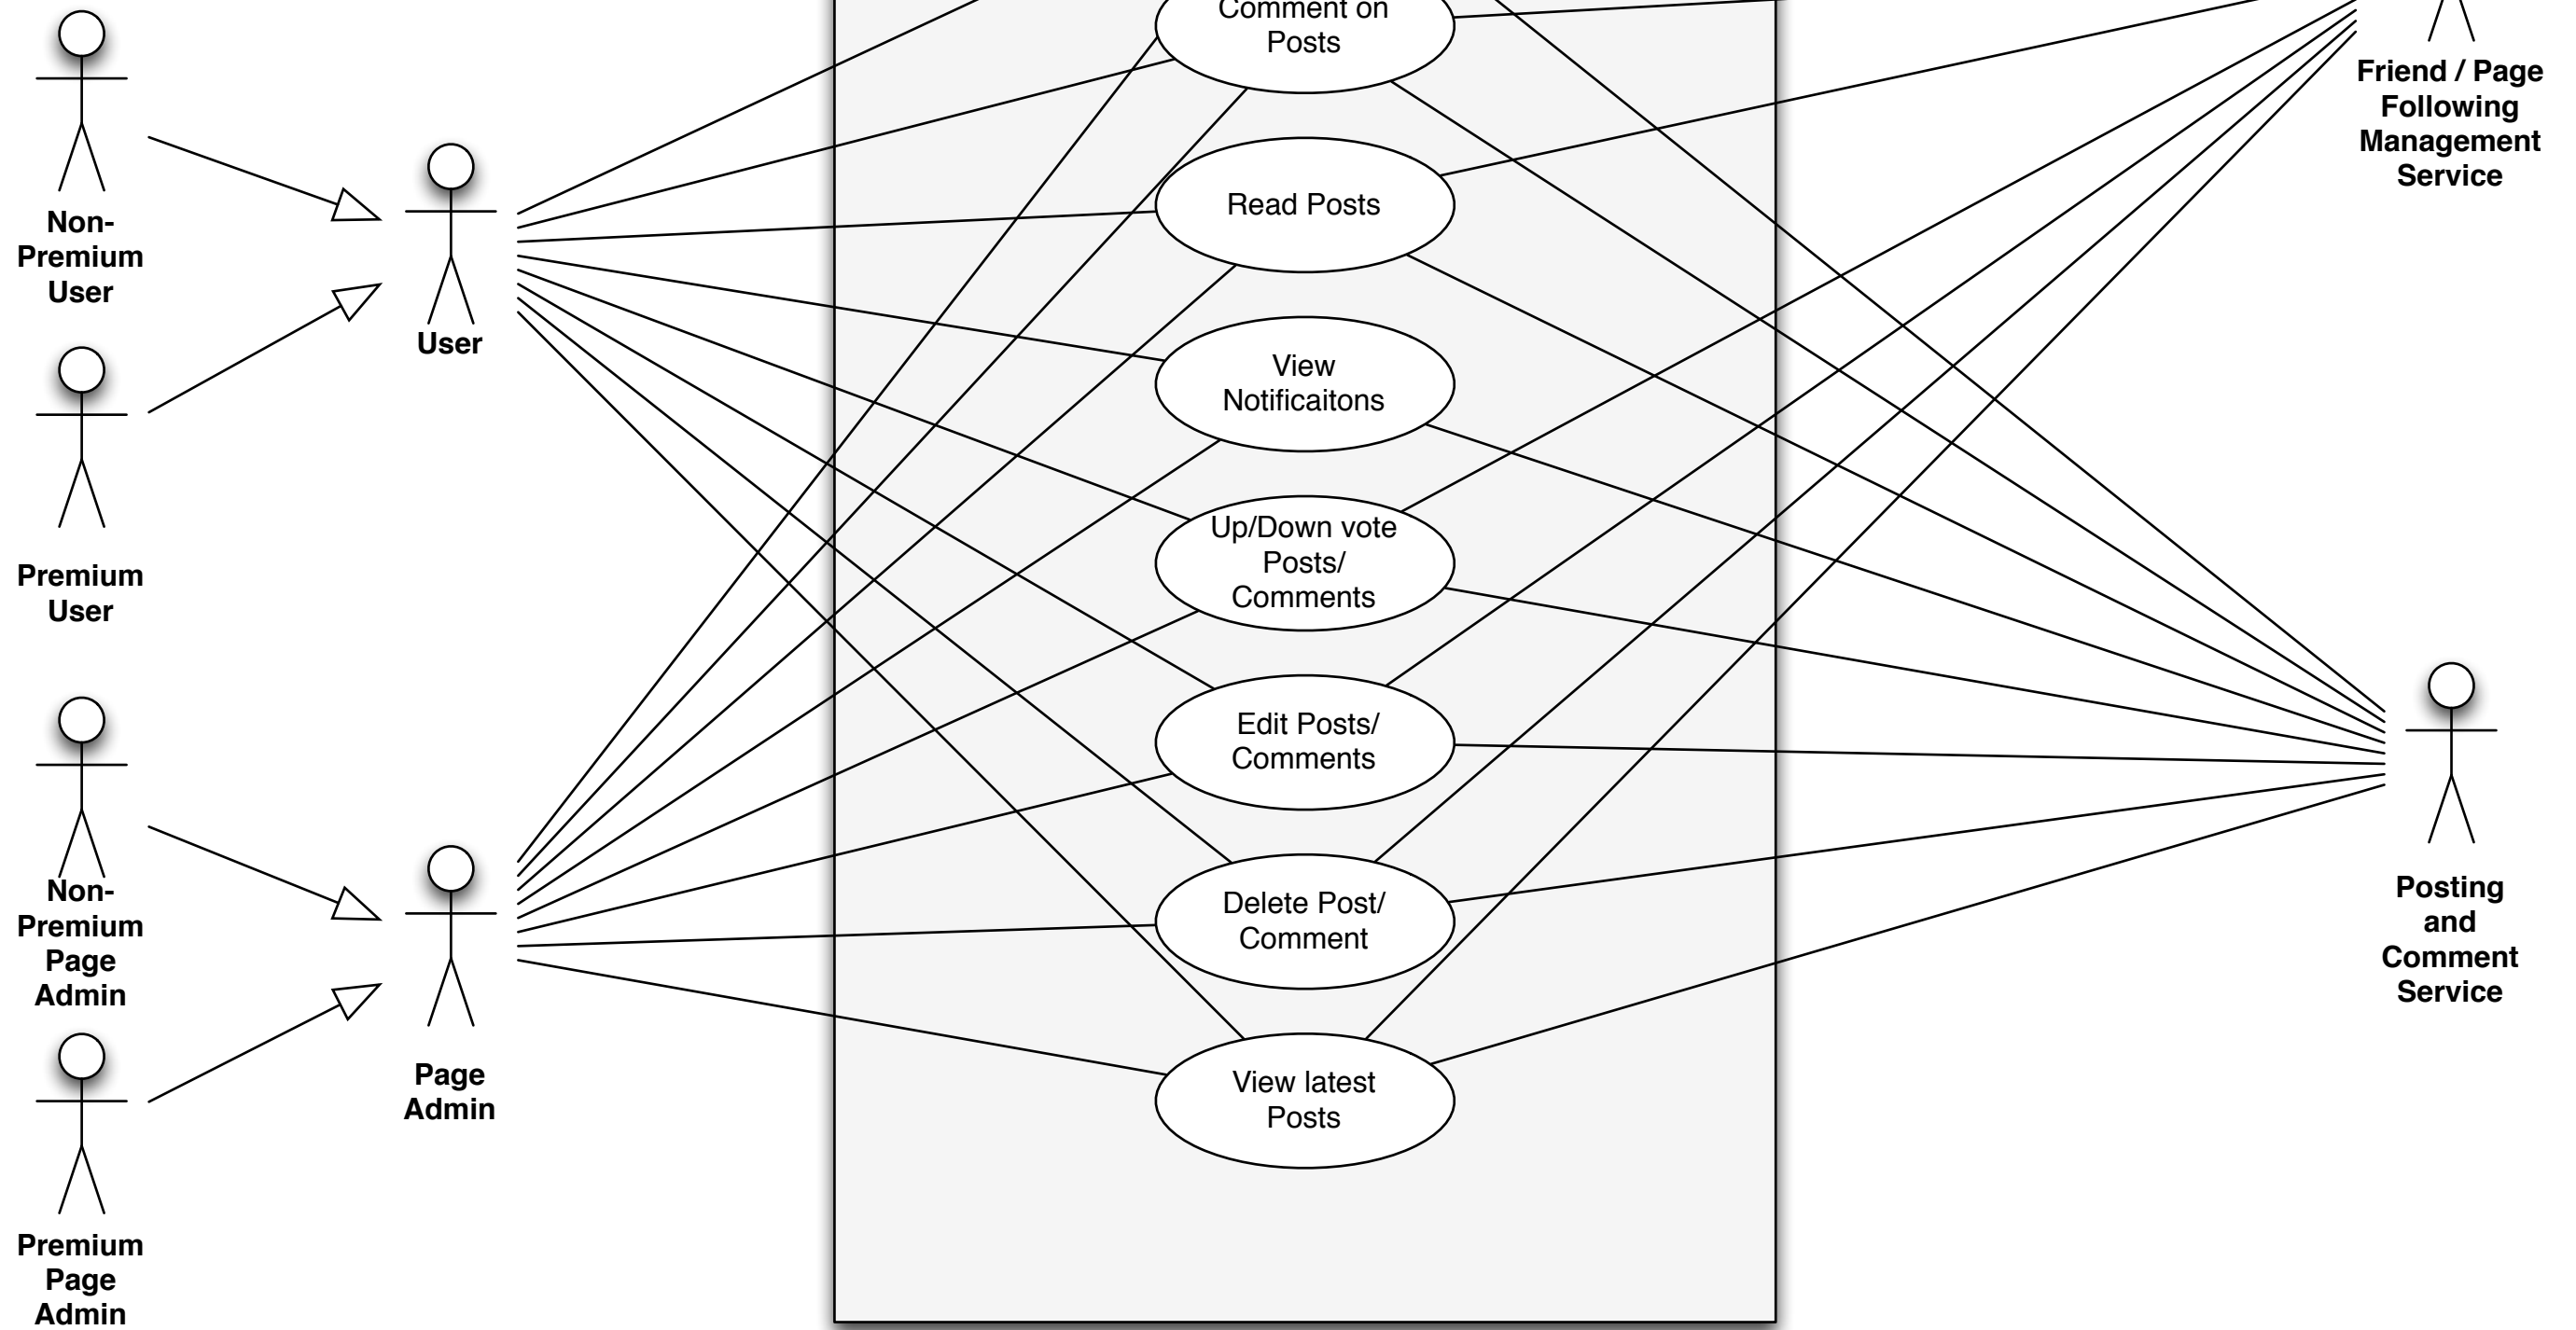 Non-
Premium
User
User
Premium
User
Non-
Premium
Page
Admin
Page
Admin
Premium
Page
Admin
Comment on
Posts
Read Posts
View
Notificaitons
Up/Down vote
Posts/
Comments
Edit Posts/
Comments
Delete Post/
Comment
View latest
Posts
Friend / Page
Following
Management
Service
Posting
and
Comment
Service